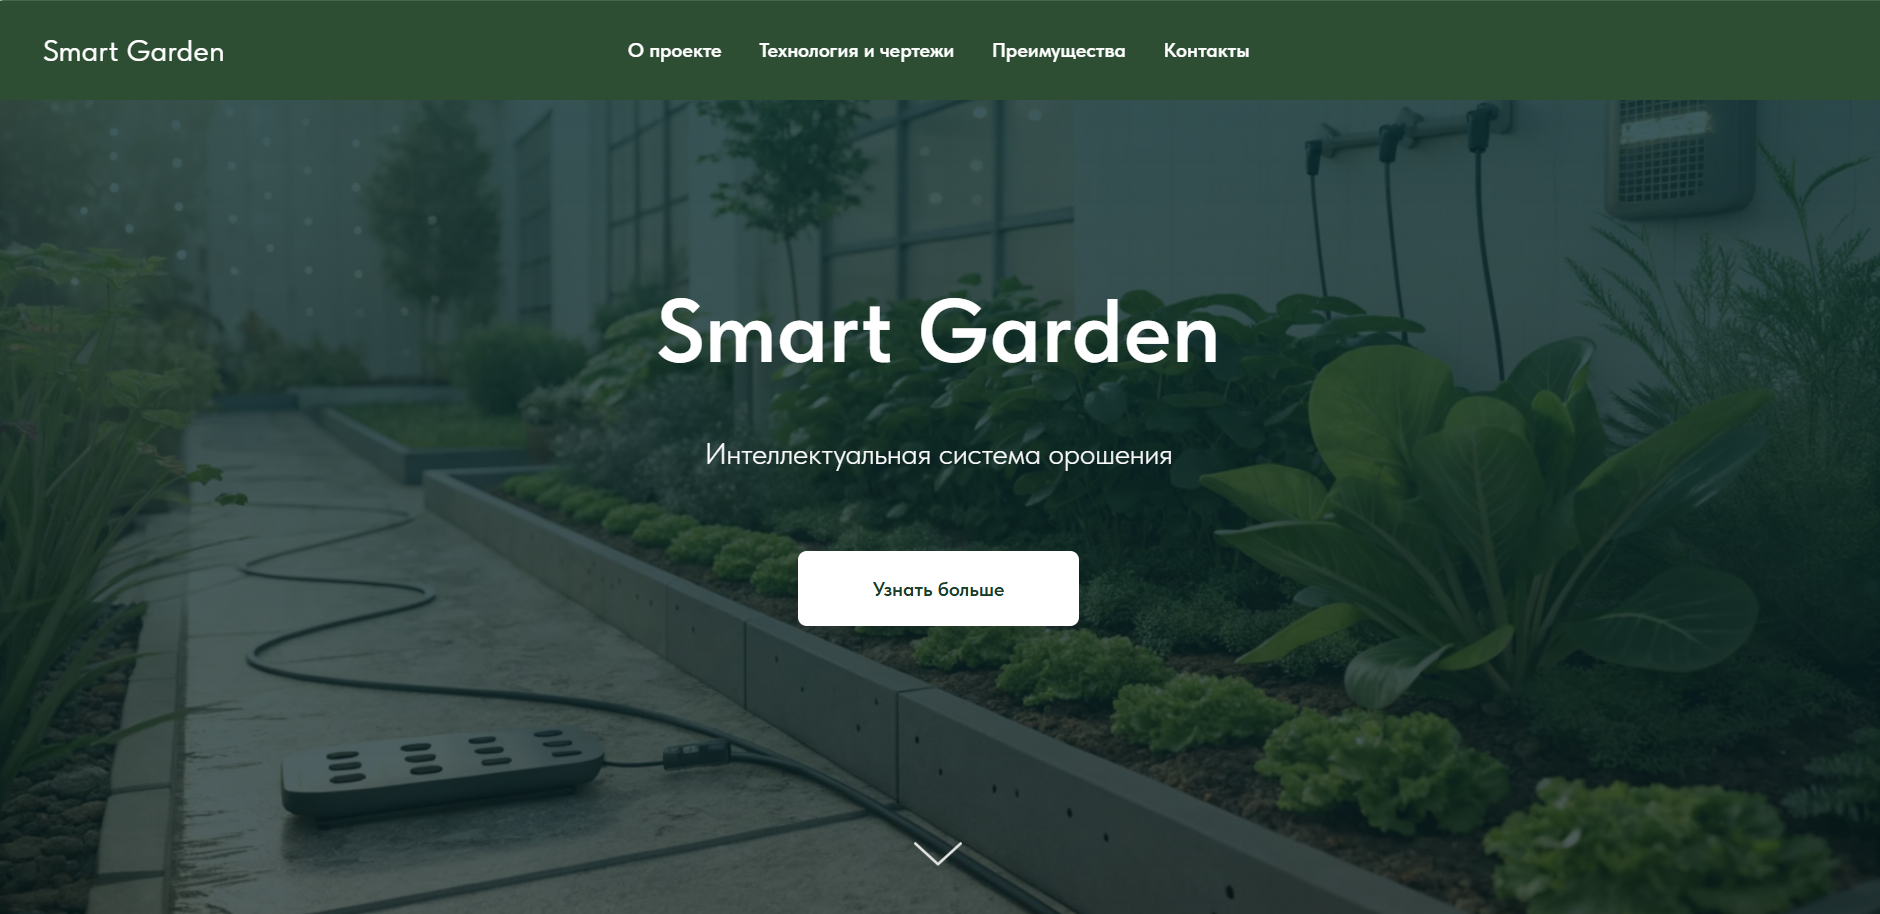 Smart Garden
О проекте Технология и чертежи Преимущества Контакты
Smart Garden
Интеллектуальная система орошения
Узнать больше